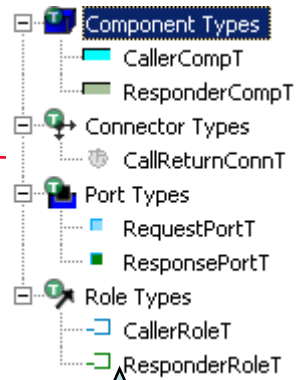 Component Types
CallerCompT
ResponderCompT
Connector Types
CallReturnConnT
Port Types
RequestPortT
ResponsePortT
Role Types
CallerRoleT
ResponderRoleT